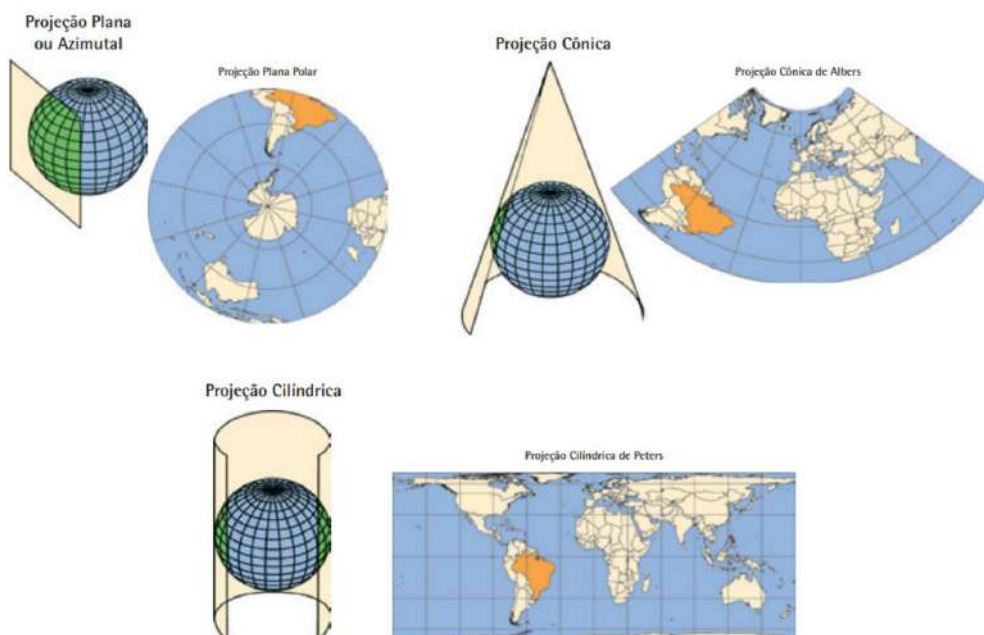 Projeção Plana
ou Azimutal
Projeção Plana Polar
Projeção Cônica
Projeção Cônica de Albers
Projeção Cilíndrica
Projeção Cilíndrica de Peters